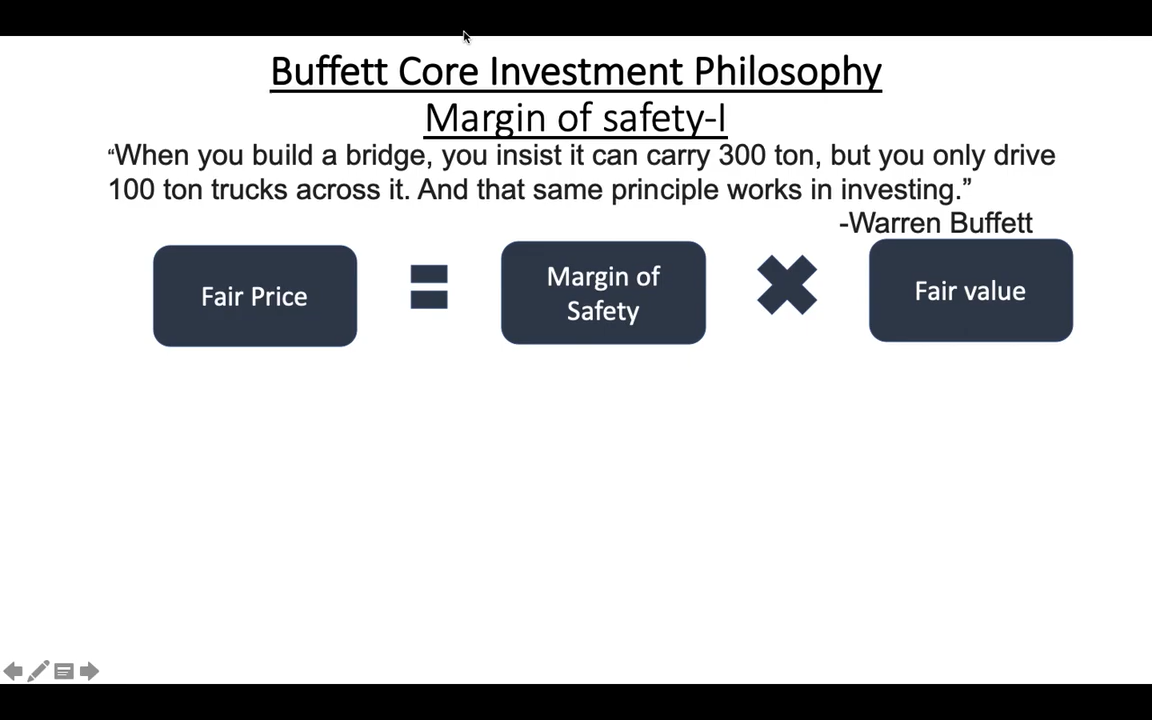 Buffett Core Investment Philosophy
Margin of safety-I
“When you build a bridge, you insist it can carry 300 ton, but you only drive
100 ton trucks across it. And that same principle works in investing.”
-Warren Buffett
Fair Price
Margin of
Safety
Fair value